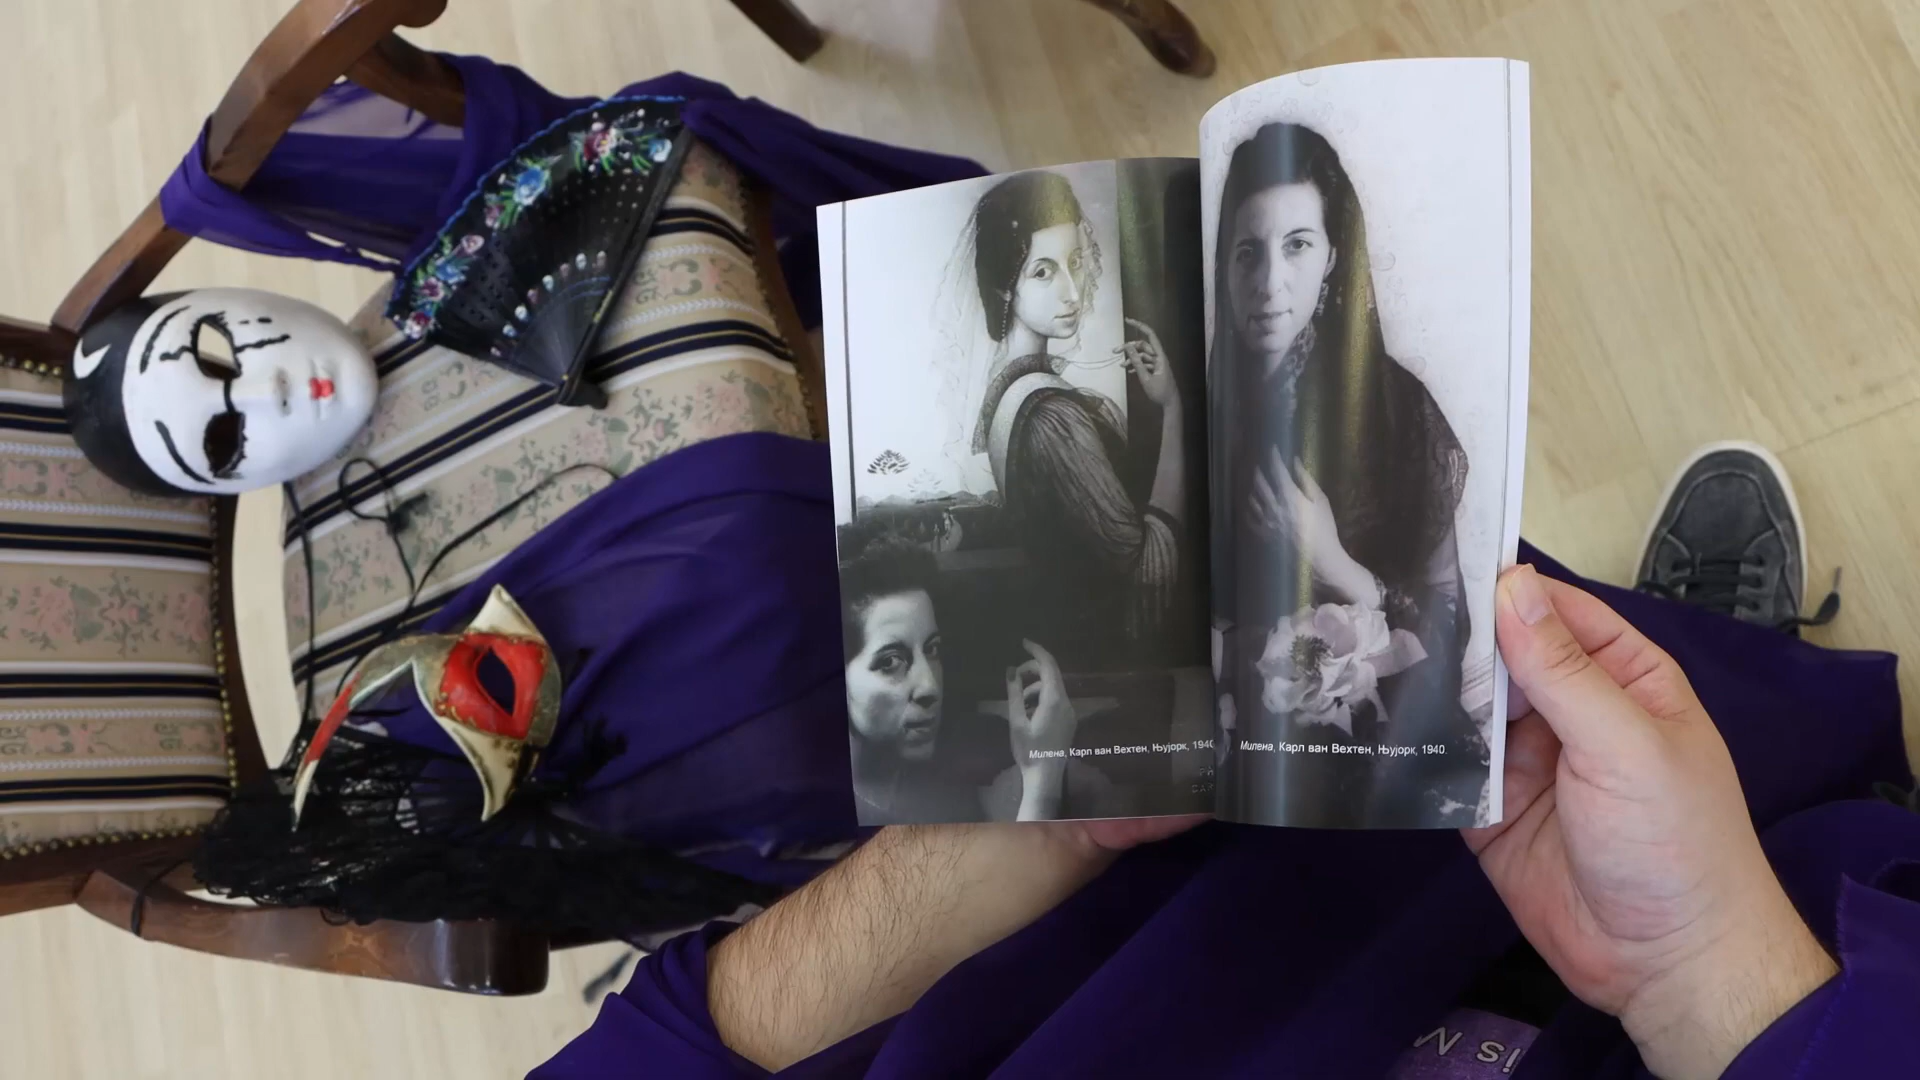 Милена, Карл ван Вехтен, Њујорк, 1940
Милена, Карл ван Вехтен, Њујорк, 1940.